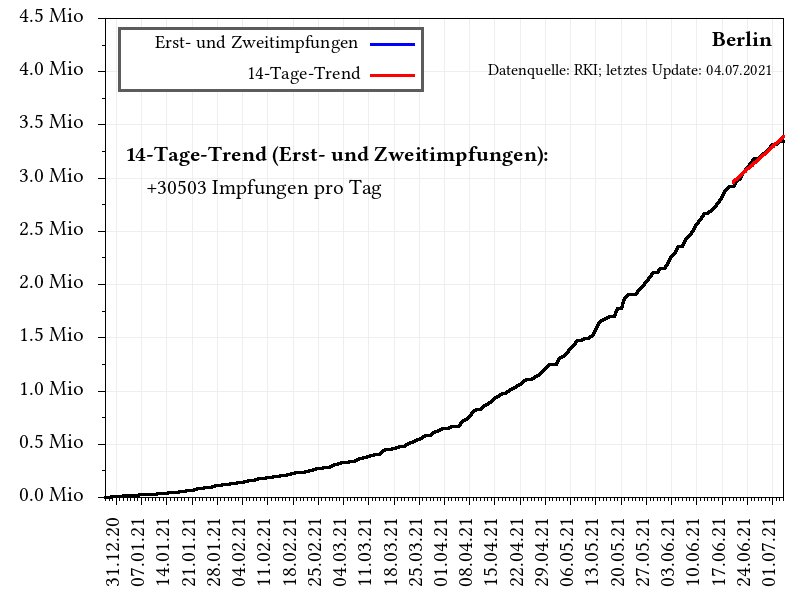 4.5 Mio
4.0 Mio
3.5 Mio
3.0 Mio
2.5 Mio
2.0 Mio
1.5 Mio
1.0 Mio
0.5 Mio
0.0 Mio
Erst- und Zweitimpfungen
14-Tage-Trend
Berlin
Datenquelle: RKI; letztes Update: 04.07.2021
14-Tage-Trend (Erst- und Zweitimpfungen):
+30503 Impfungen pro Tag
31.12.20
07.01.21
14.01.21
21.01.21
28.01.21
04.02.21
11.02.21
18.02.21
25.02.21
04.03.21
11.03.21
18.03.21
25.03.21
01.04.21
08.04.21
15.04.21
22.04.21
29.04.21
06.05.21
13.05.21
20.05.21
27.05.21
03.06.21
10.06.21
17.06.21
24.06.21
01.07.21